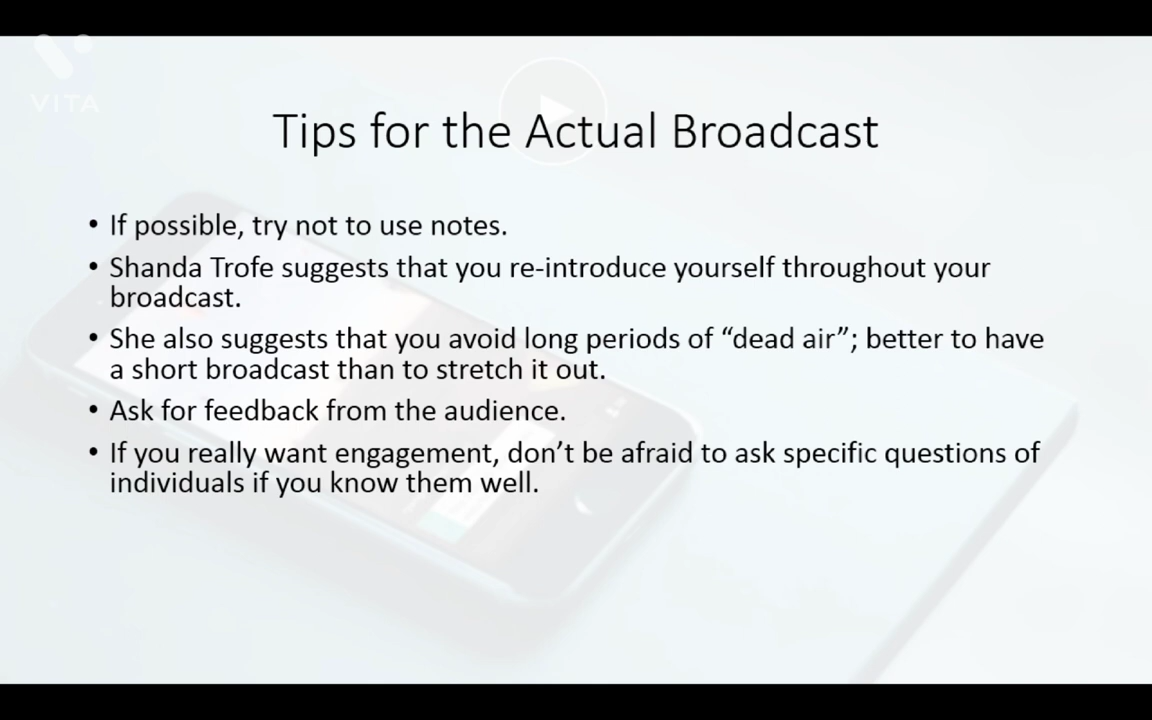 VITA
Tips for the Actual Broadcast
• If possible, try not to use notes.
• Shanda Trofe suggests that you re-introduce yourself throughout your
broadcast.
• She also suggests that you avoid long periods of “dead air”; better to have
a short broadcast than to stretch it out.
• Ask for feedback from the audience.
• If you really want engagement, don’t be afraid to ask specific questions of
individuals if you know them well.